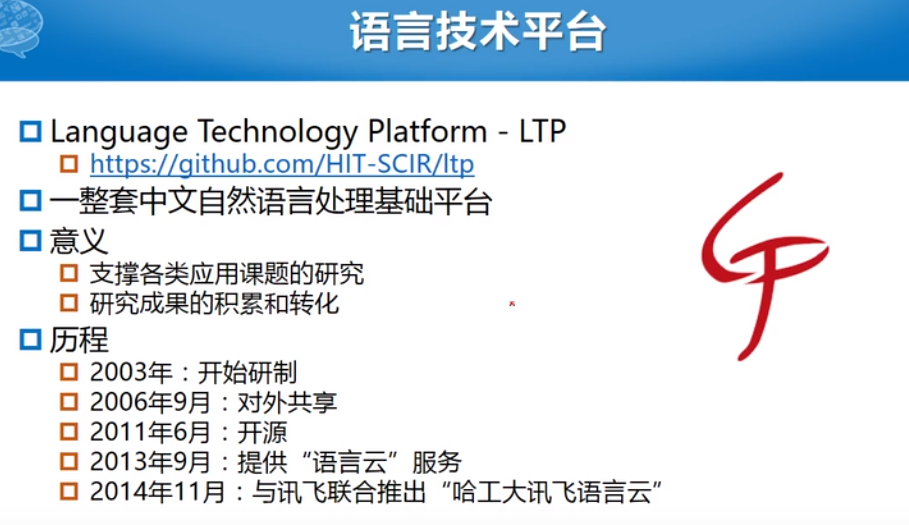 语言技术平台
Language Technology Platform - LTP
https://github.com/HIT-SCIR/ltp
一整套中文自然语言处理基础平台
意义
支撑各类应用课题的研究
研究成果的积累和转化
历程
2003年：开始研制
2006年9月：对外共享
2011年6月：开源
2013年9月：提供“语言云”服务
2014年11月：与讯飞联合推出“哈工大讯飞语言云”